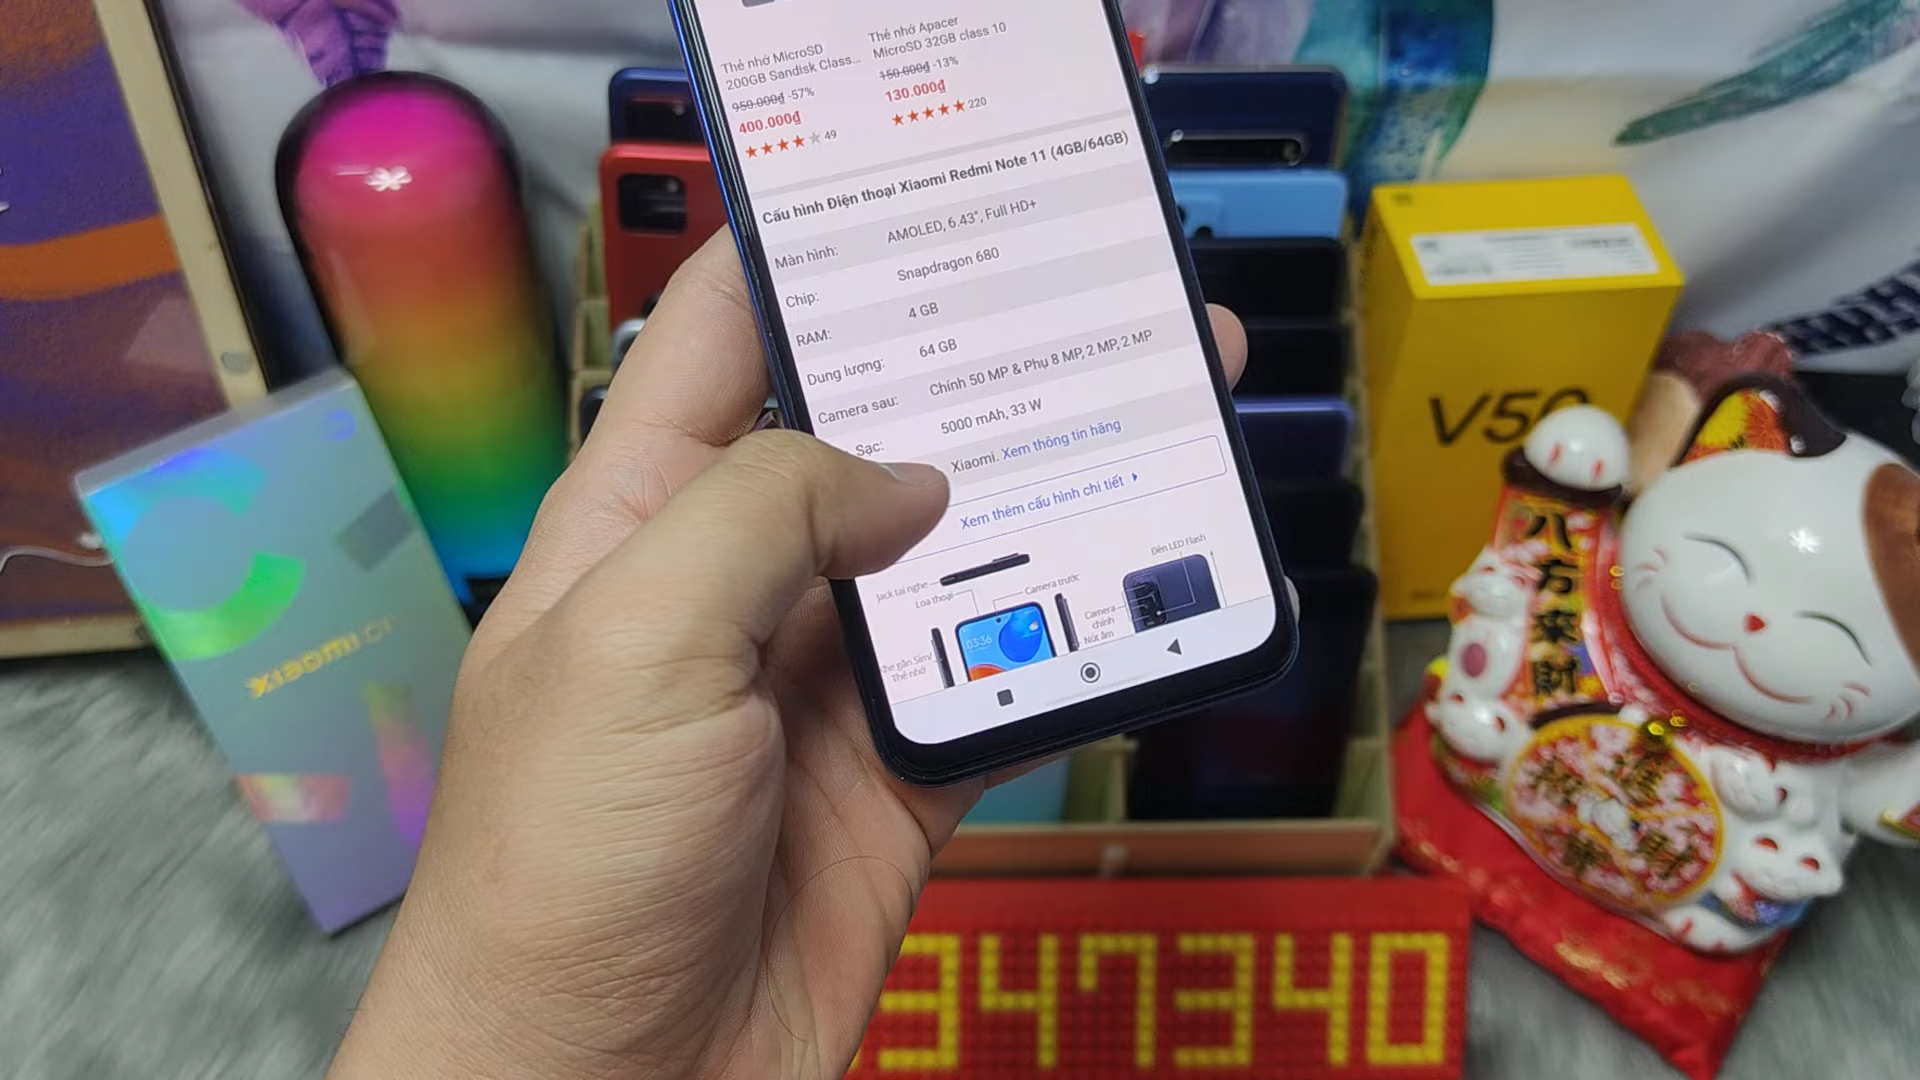 Thẻ nhớ MicroSD
200GB Sandisk Class...
950.000₫ -57%
400.000₫
49
Thẻ nhớ Apacer
MicroSD 32GB class 10
150.000₫ -13%
130.000₫
220
Cấu hình Điện thoại Xiaomi Redmi Note 11 (4GB/64GB)
Màn hình: AMOLED, 6.43", Full HD+
Chip: Snapdragon 680
RAM: 4 GB
Dung lượng: 64 GB
Camera sau: Chính 50 MP & Phụ 8 MP, 2 MP, 2 MP
Sạc: 5000 mAh, 33 W
Xiaomi. Xem thông tin hãng
Xem thêm cấu hình chi tiết
Jack tai nghe
Loa thoại
Camera trước
Đèn LED Flash
Camera
chính
Nút âm
03:36
Thẻ nhớ
xiaomi
V50
八方來財
347340